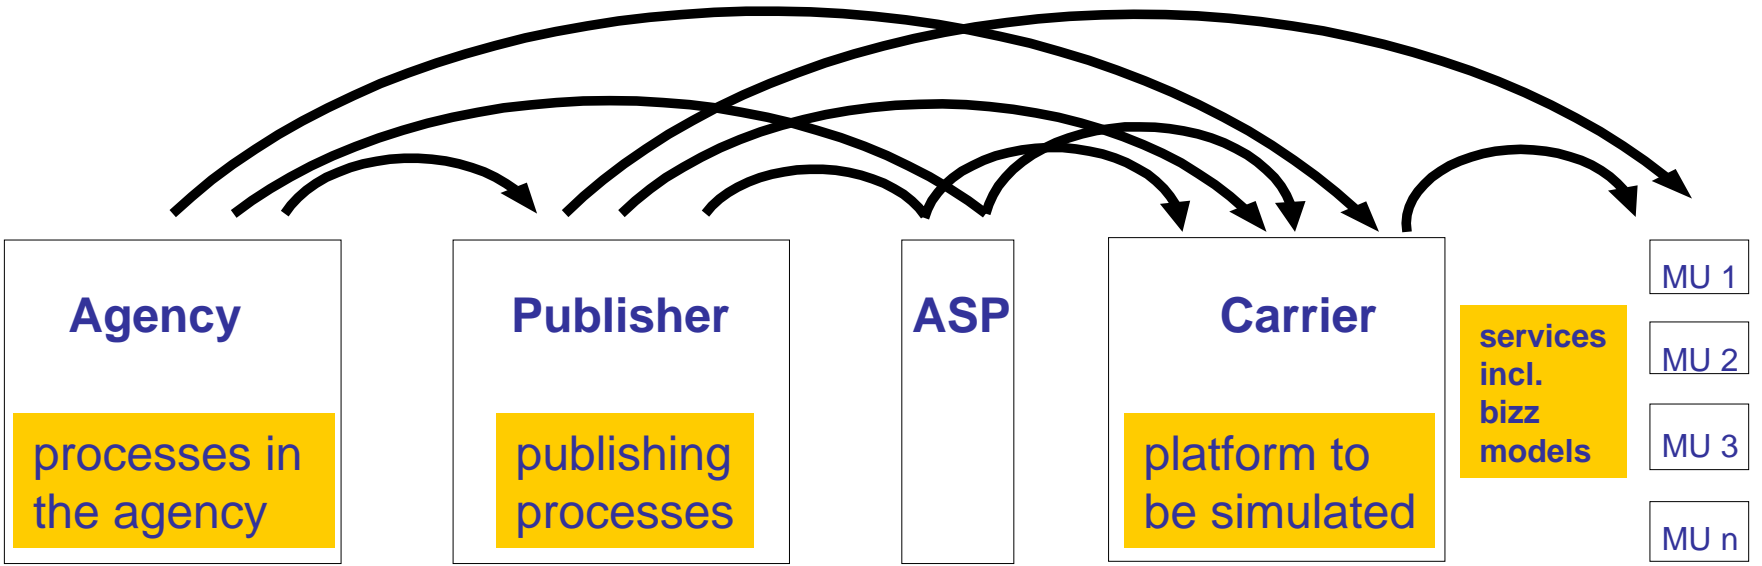 Agency
processes in
the agency
Publisher
publishing
processes
ASP
Carrier
platform to
be simulated
services
incl.
bizz
models
MU 1
MU 2
MU 3
MU n